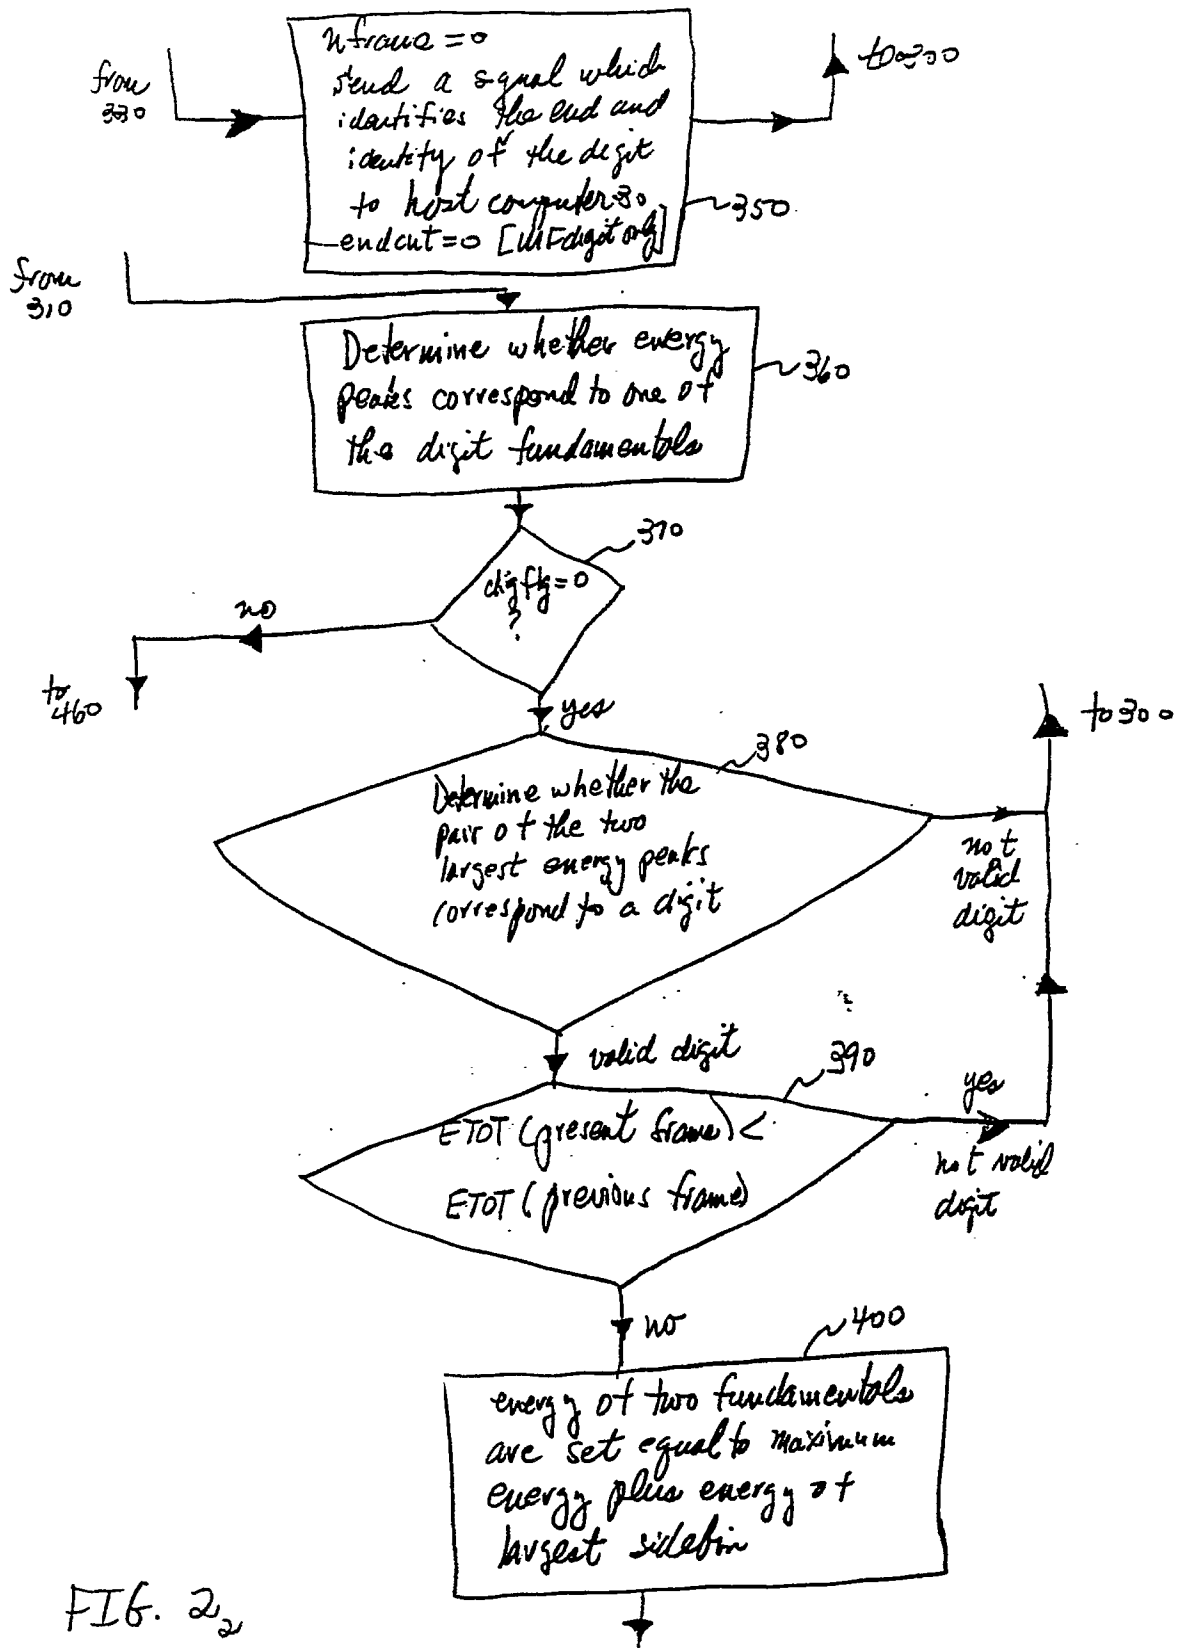 nframe = 0
send a signal which
identifies the end and
identity of the digit
to host computer 30
endcnt = 0 [MF digit only]
from
330
to 300
350
from
310
Determine whether energy
peaks correspond to one of
the digit fundamentals
360
370
digflg = 0
?
no
to
460
yes
to 300
380
Determine whether the
pair of the two
largest energy peaks
correspond to a digit
not
valid
digit
valid digit
390
ETOT (present frame) <
ETOT (previous frame)
yes
not valid
digit
no
400
energy of two fundamentals
are set equal to maximum
energy plus energy of
largest sidebin
FIG. 2₂